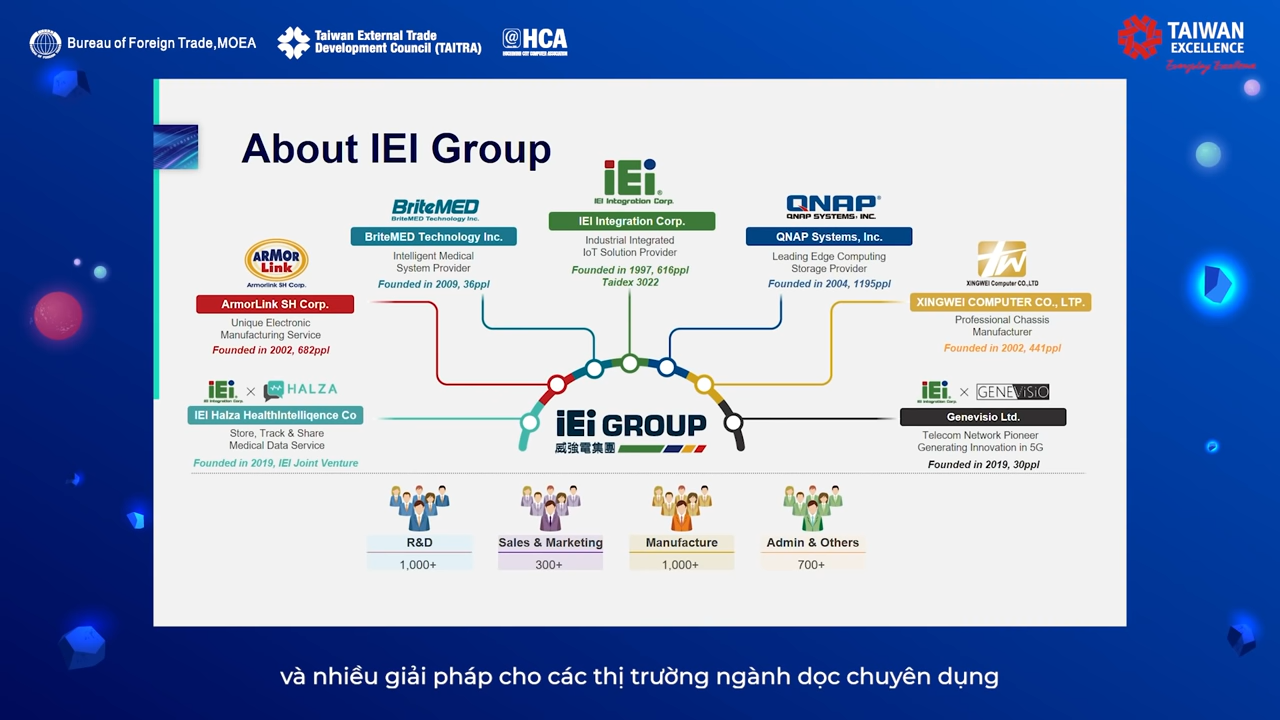 Bureau of Foreign Trade,MOEA
Taiwan External Trade
Development Council (TAITRA)
@HCA
TAIWAN
EXCELLENCE
Everyday Excellence
About IEI Group
iEi
IEI Integration Corp.
IEI Integration Corp.
Industrial Integrated
IoT Solution Provider
Founded in 1997, 616ppl
Taidex 3022
BriteMED
BriteMED Technology Inc.
BriteMED Technology Inc.
Intelligent Medical
System Provider
Founded in 2009, 36ppl
QNAP
QNAP SYSTEMS, INC.
QNAP Systems, Inc.
Leading Edge Computing
Storage Provider
Founded in 2004, 1195ppl
ARMOR
Link
Armorlink SH Corp.
ArmorLink SH Corp.
Unique Electronic
Manufacturing Service
Founded in 2002, 682ppl
XINGWEI Computer CO.,LTD
XINGWEI COMPUTER CO., LTP.
Professional Chassis
Manufacturer
Founded in 2002, 441ppl
iEi × HALZA
IEI Integration Corp.
IEI Halza HealthIntelliqence Co
Store, Track & Share
Medical Data Service
Founded in 2019, IEI Joint Venture
iEi GROUP
威強電集團
iEi × GENEViSiO
IEI Integration Corp.
Genevisio Ltd.
Telecom Network Pioneer
Generating Innovation in 5G
Founded in 2019, 30ppl
R&D
1,000+
Sales & Marketing
300+
Manufacture
1,000+
Admin & Others
700+
và nhiều giải pháp cho các thị trường ngành dọc chuyên dụng